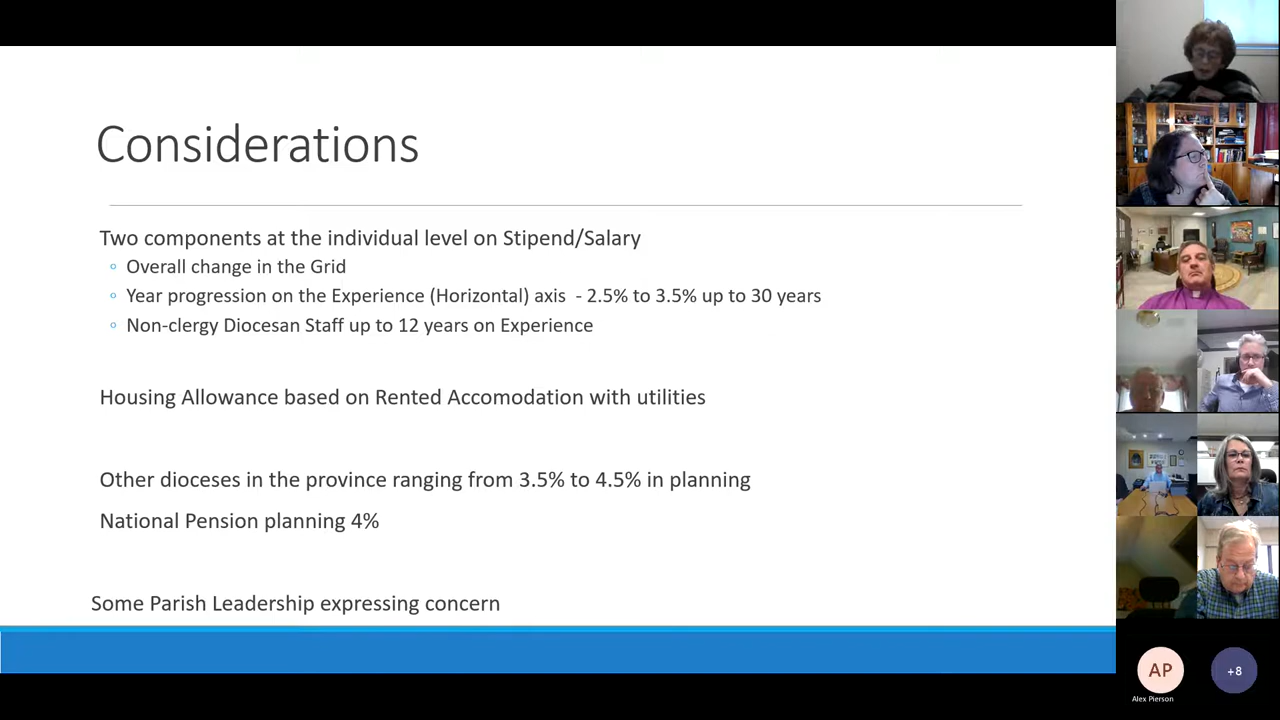 Considerations
Two components at the individual level on Stipend/Salary
Overall change in the Grid
Year progression on the Experience (Horizontal) axis - 2.5% to 3.5% up to 30 years
Non-clergy Diocesan Staff up to 12 years on Experience
Housing Allowance based on Rented Accomodation with utilities
Other dioceses in the province ranging from 3.5% to 4.5% in planning
National Pension planning 4%
Some Parish Leadership expressing concern
AP
+8
Alex Pierson